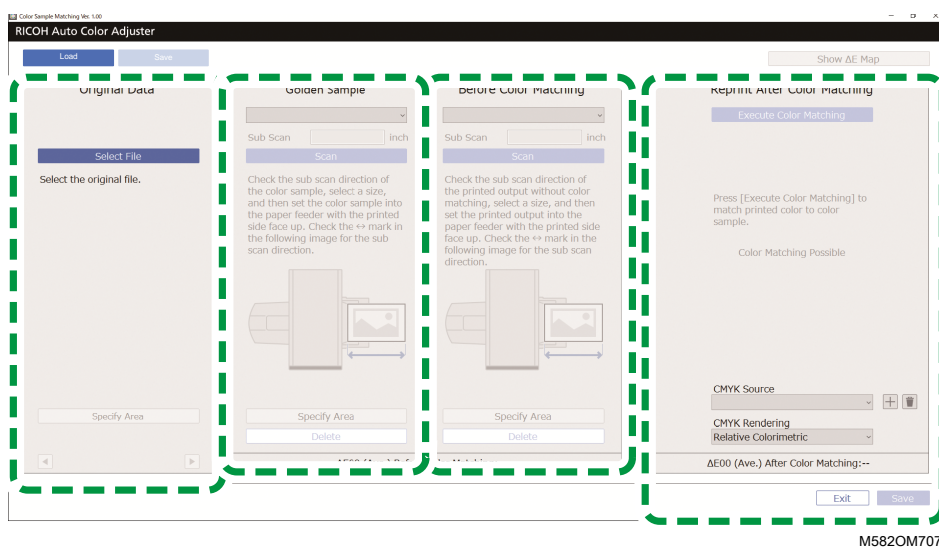 Color Sample Matching Ver. 1.00
RICOH Auto Color Adjuster
Load
Save
Show ΔE Map
Original Data
Select File
Select the original file.
Specify Area
Golden Sample
Sub Scan
inch
Scan
Check the sub scan direction of
the color sample, select a size,
and then set the color sample into
the paper feeder with the printed
side face up. Check the ↔ mark in
the following image for the sub
scan direction.
Specify Area
Delete
Before Color Matching
Sub Scan
inch
Scan
Check the sub scan direction of
the printed output without color
matching, select a size, and then
set the printed output into the
paper feeder with the printed side
face up. Check the ↔ mark in the
following image for the sub scan
direction.
Specify Area
Delete
Reprint After Color Matching
Execute Color Matching
Press [Execute Color Matching] to
match printed color to color
sample.
Color Matching Possible
CMYK Source
CMYK Rendering
Relative Colorimetric
ΔE00 (Ave.) After Color Matching:--
Exit
Save
M582OM707